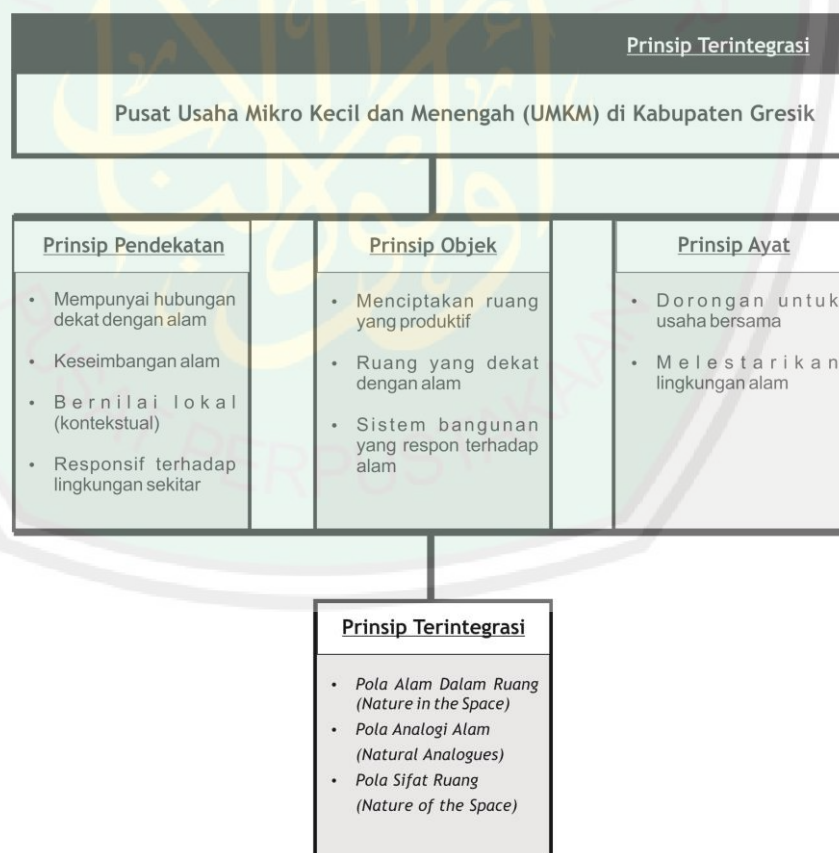 Prinsip Terintegrasi
Pusat Usaha Mikro Kecil dan Menengah (UMKM) di Kabupaten Gresik
Prinsip Pendekatan
• Mempunyai hubungan
dekat dengan alam
• Keseimbangan alam
• Bernilai lokal
(kontekstual)
• Responsif terhadap
lingkungan sekitar
Prinsip Objek
• Menciptakan ruang
yang produktif
• Ruang yang dekat
dengan alam
• Sistem bangunan
yang respon terhadap
alam
Prinsip Ayat
• Dorongan untuk
usaha bersama
• Melestarikan
lingkungan alam
Prinsip Terintegrasi
• Pola Alam Dalam Ruang
(Nature in the Space)
• Pola Analogi Alam
(Natural Analogues)
• Pola Sifat Ruang
(Nature of the Space)
PUSAT PERPUSTAKAAN